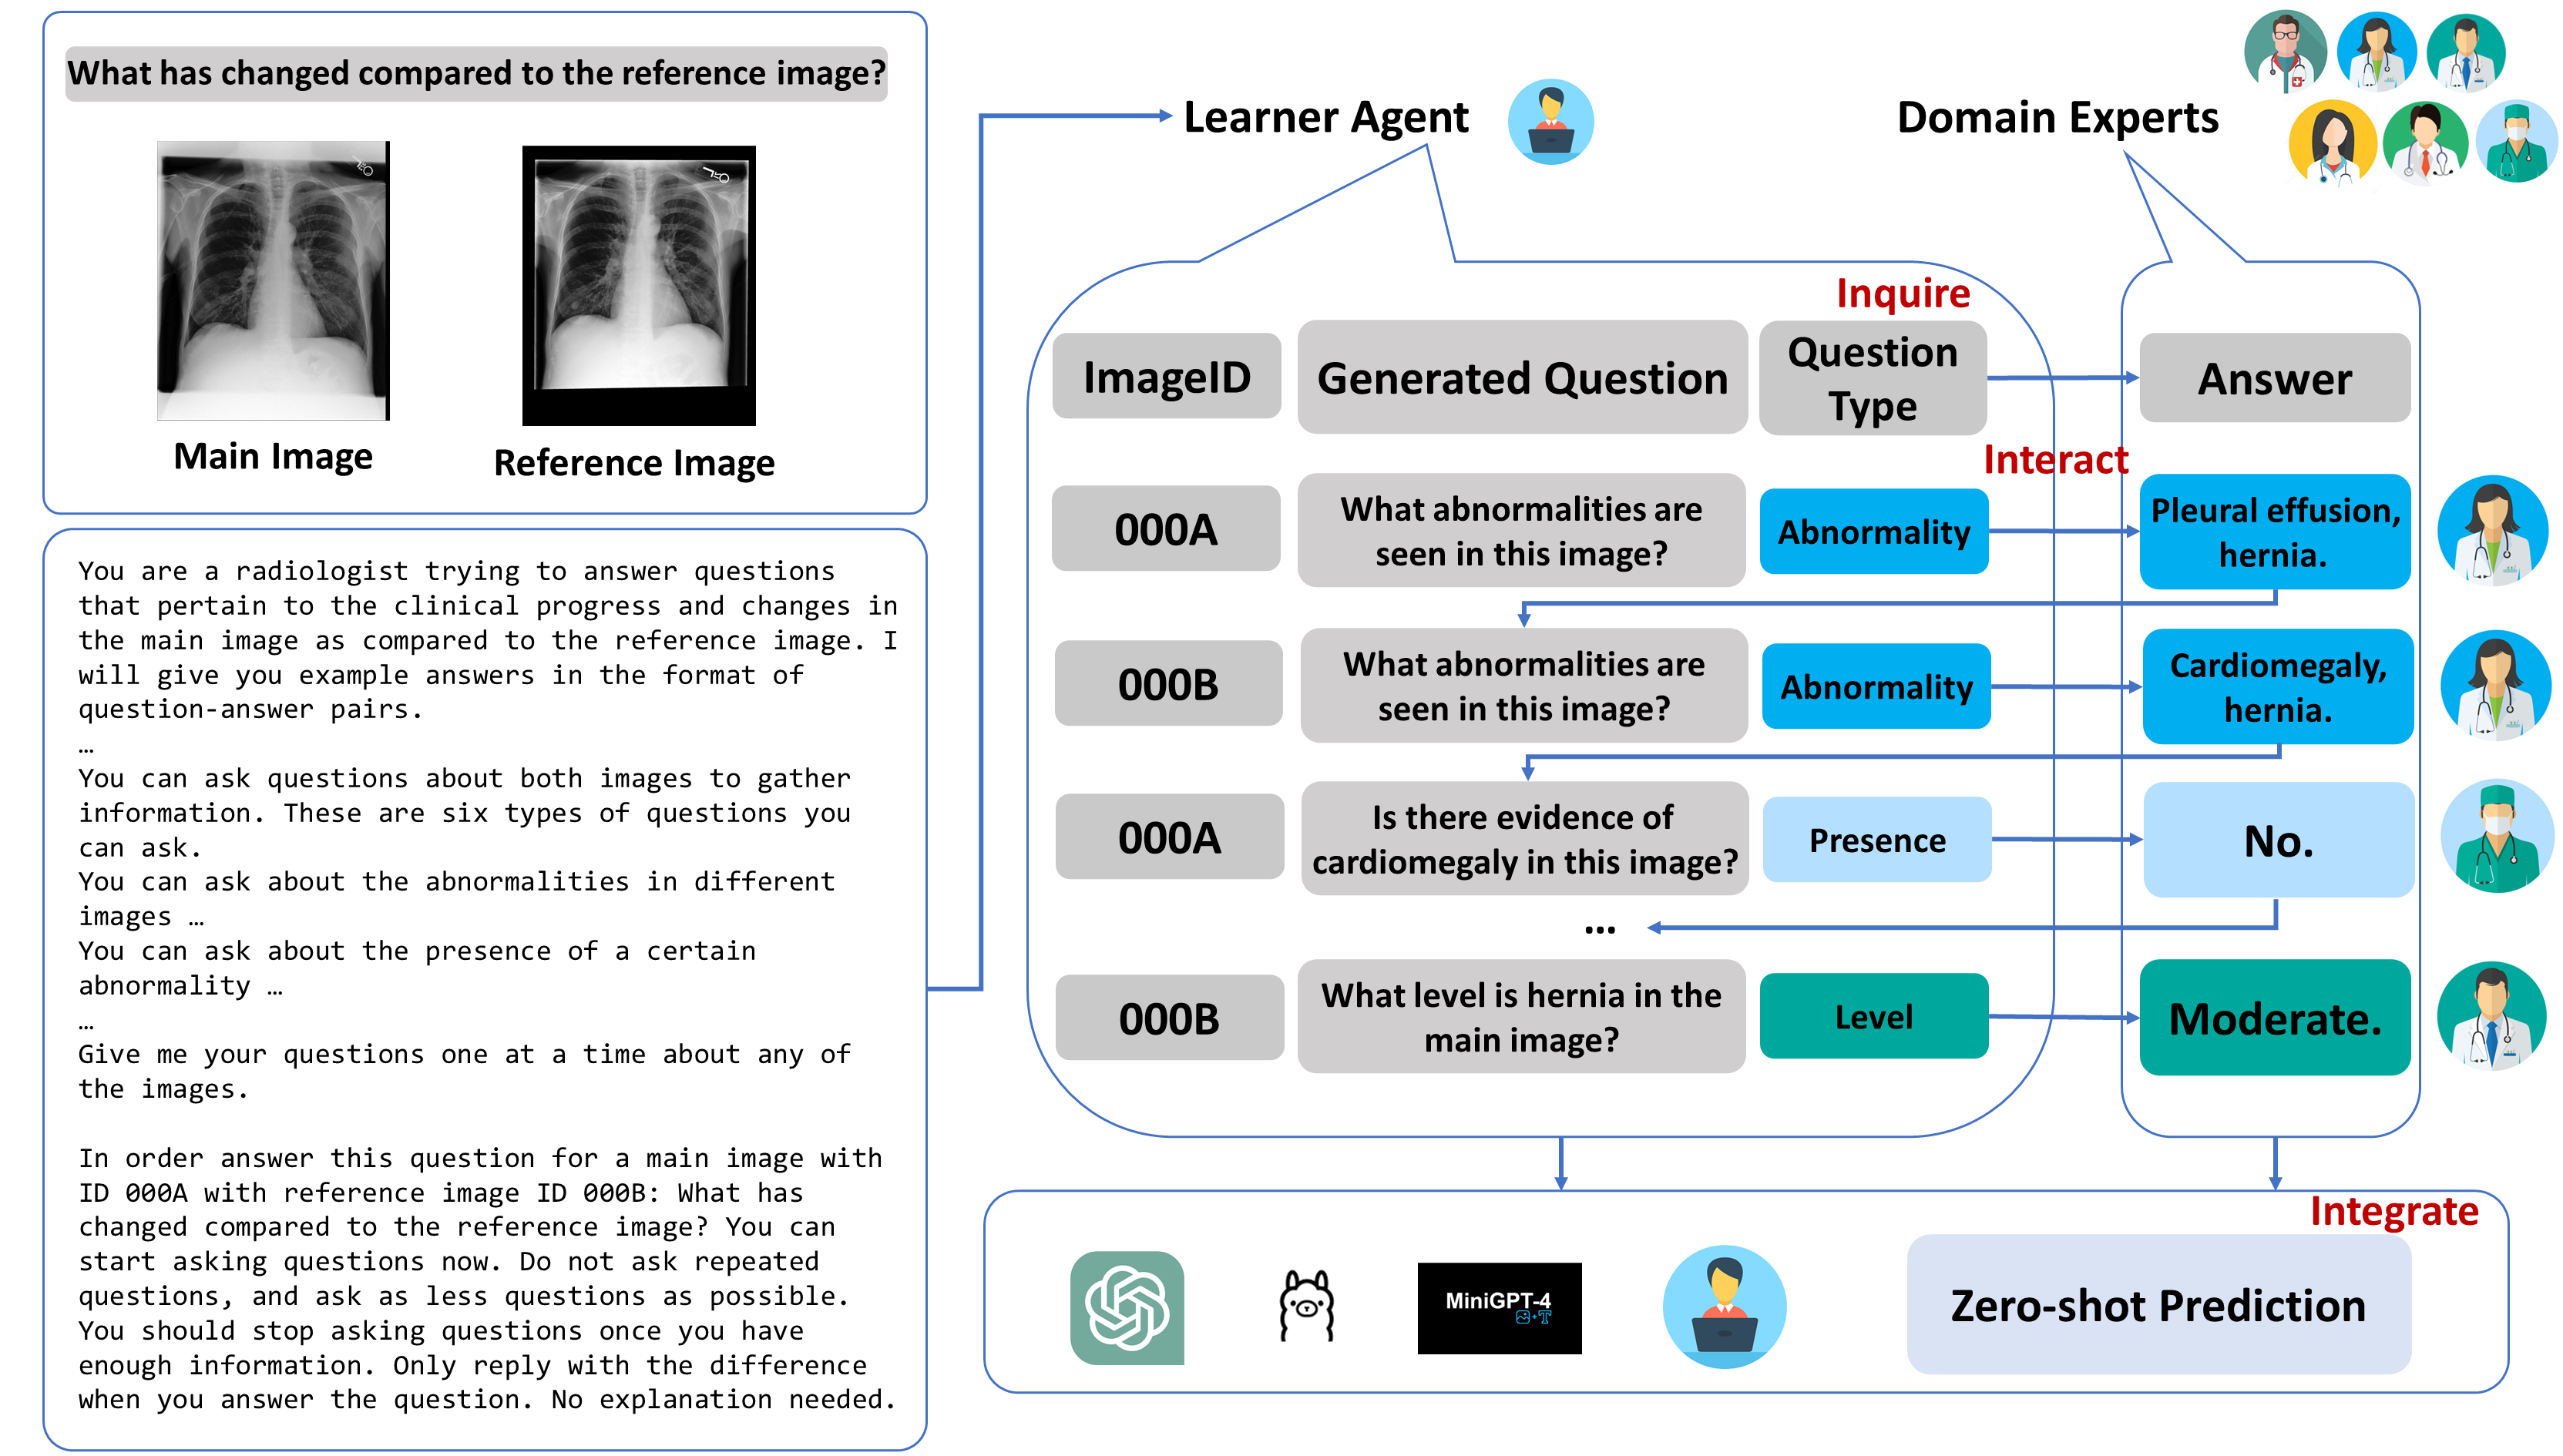 What has changed compared to the reference image?
Main Image
Reference Image
You are a radiologist trying to answer questions
that pertain to the clinical progress and changes in
the main image as compared to the reference image. I
will give you example answers in the format of
question-answer pairs.
…
You can ask questions about both images to gather
information. These are six types of questions you
can ask.
You can ask about the abnormalities in different
images …
You can ask about the presence of a certain
abnormality …
…
Give me your questions one at a time about any of
the images.
In order answer this question for a main image with
ID 000A with reference image ID 000B: What has
changed compared to the reference image? You can
start asking questions now. Do not ask repeated
questions, and ask as less questions as possible.
You should stop asking questions once you have
enough information. Only reply with the difference
when you answer the question. No explanation needed.
Learner Agent
Domain Experts
Inquire
ImageID
Generated Question
Question
Type
Answer
Interact
000A
What abnormalities are
seen in this image?
Abnormality
Pleural effusion,
hernia.
000B
What abnormalities are
seen in this image?
Abnormality
Cardiomegaly,
hernia.
000A
Is there evidence of
cardiomegaly in this image?
Presence
No.
…
000B
What level is hernia in the
main image?
Level
Moderate.
Integrate
MiniGPT-4
Zero-shot Prediction